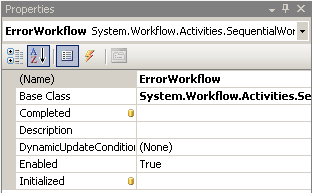 Properties
ErrorWorkflow System.Workflow.Activities.SequentialWor
(Name) ErrorWorkflow
Base Class System.Workflow.Activities.Se
Completed
Description
DynamicUpdateCondition (None)
Enabled True
Initialized